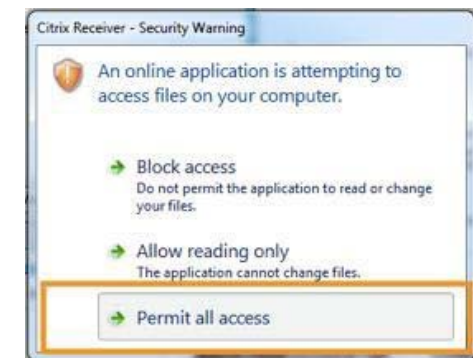 Citrix Receiver - Security Warning
An online application is attempting to
access files on your computer.
Block access
Do not permit the application to read or change
your files.
Allow reading only
The application cannot change files.
Permit all access